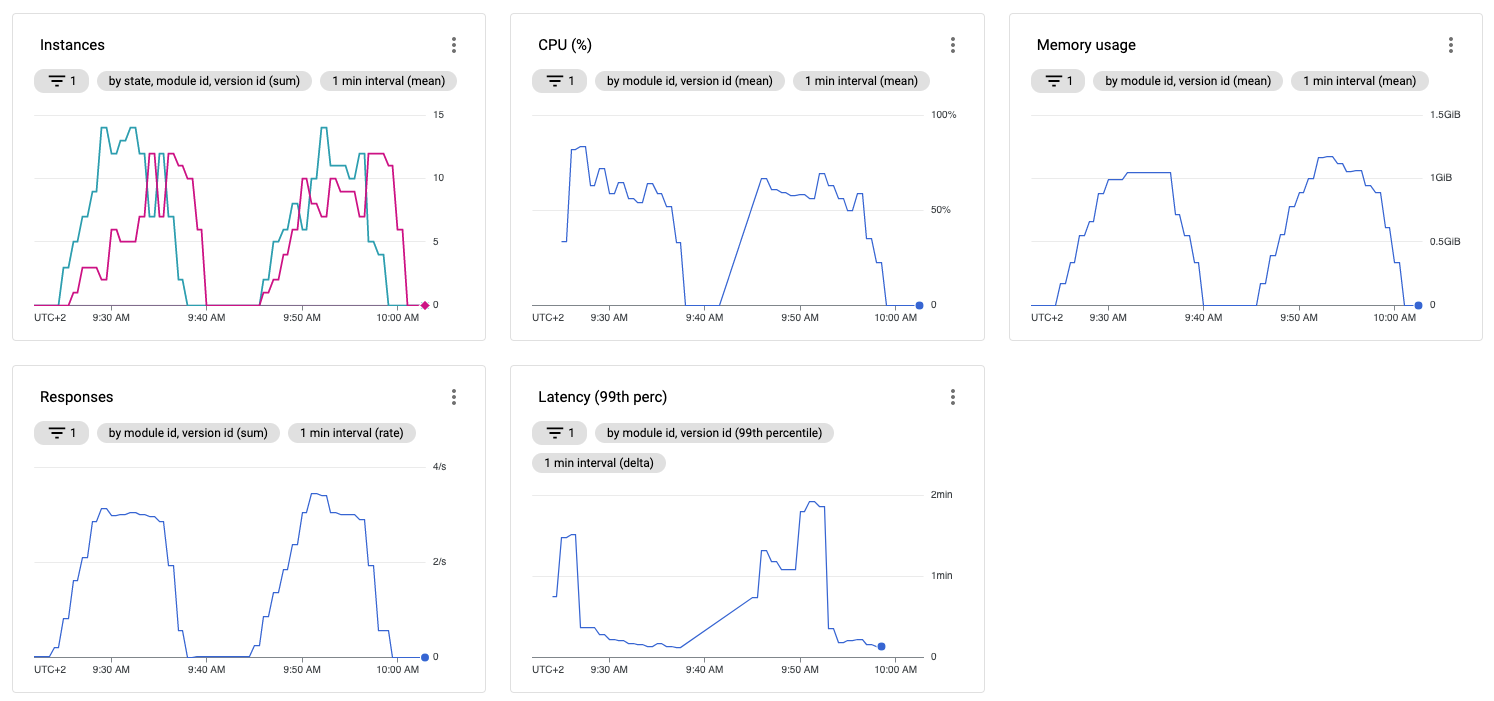 Instances
1
by state, module id, version id (sum)
1 min interval (mean)
15
10
5
0
UTC+2
9:30 AM
9:40 AM
9:50 AM
10:00 AM
CPU (%)
1
by module id, version id (mean)
1 min interval (mean)
100%
50%
0
UTC+2
9:30 AM
9:40 AM
9:50 AM
10:00 AM
Memory usage
1
by module id, version id (mean)
1 min interval (mean)
1.5GiB
1GiB
0.5GiB
0
UTC+2
9:30 AM
9:40 AM
9:50 AM
10:00 AM
Responses
1
by module id, version id (sum)
1 min interval (rate)
4/s
2/s
0
UTC+2
9:30 AM
9:40 AM
9:50 AM
10:00 AM
Latency (99th perc)
1
by module id, version id (99th percentile)
1 min interval (delta)
2min
1min
0
UTC+2
9:30 AM
9:40 AM
9:50 AM
10:00 AM